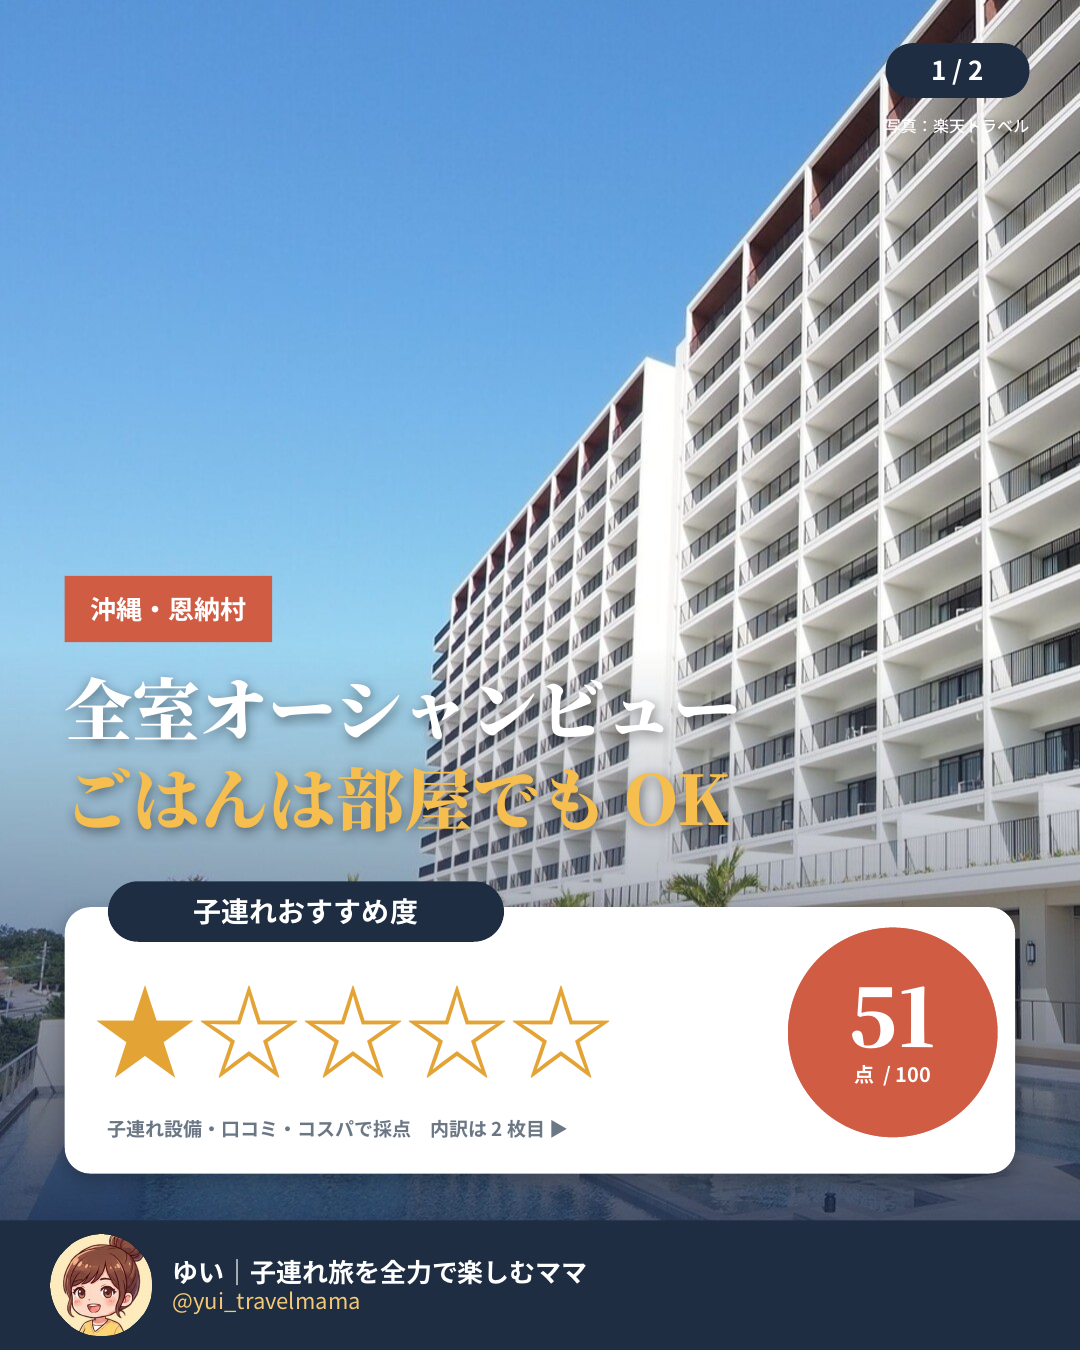 1 / 2
写真：楽天トラベル
沖縄・恩納村
全室オーシャンビュー
ごはんは部屋でも OK
子連れおすすめ度
51
点 / 100
子連れ設備・口コミ・コスパで採点　内訳は 2 枚目 ▶
ゆい｜子連れ旅を全力で楽しむママ
@yui_travelmama